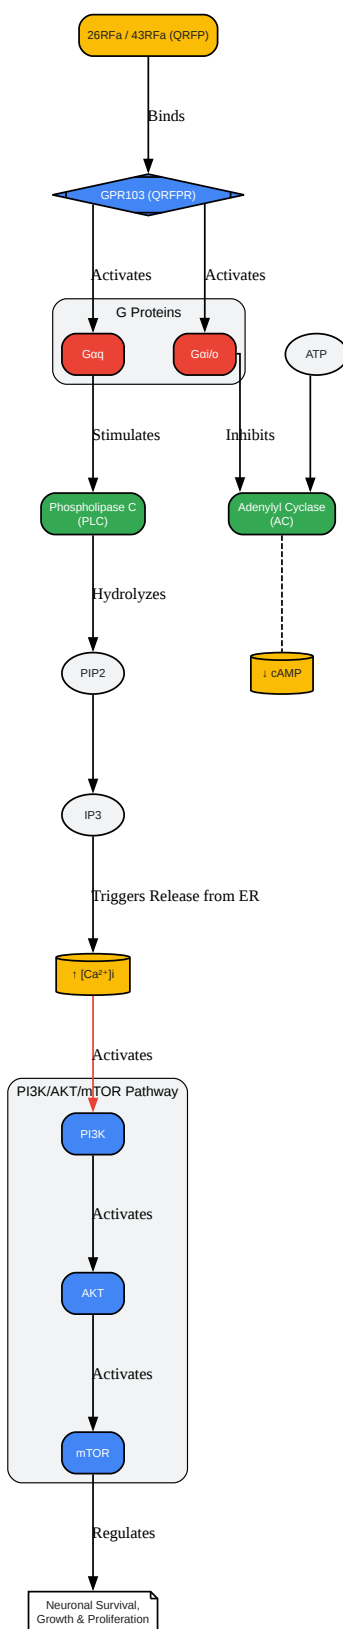 26RFa / 43RFa (QRFP)
Binds
GPR103 (QRFPR)
Activates
Activates
G Proteins
Gαq
Gαi/o
ATP
Stimulates
Inhibits
Phospholipase C
(PLC)
Adenylyl Cyclase
(AC)
Hydrolyzes
PIP2
↓ cAMP
IP3
Triggers Release from ER
↑ [Ca²⁺]i
Activates
PI3K/AKT/mTOR Pathway
PI3K
Activates
AKT
Activates
mTOR
Regulates
Neuronal Survival,
Growth & Proliferation